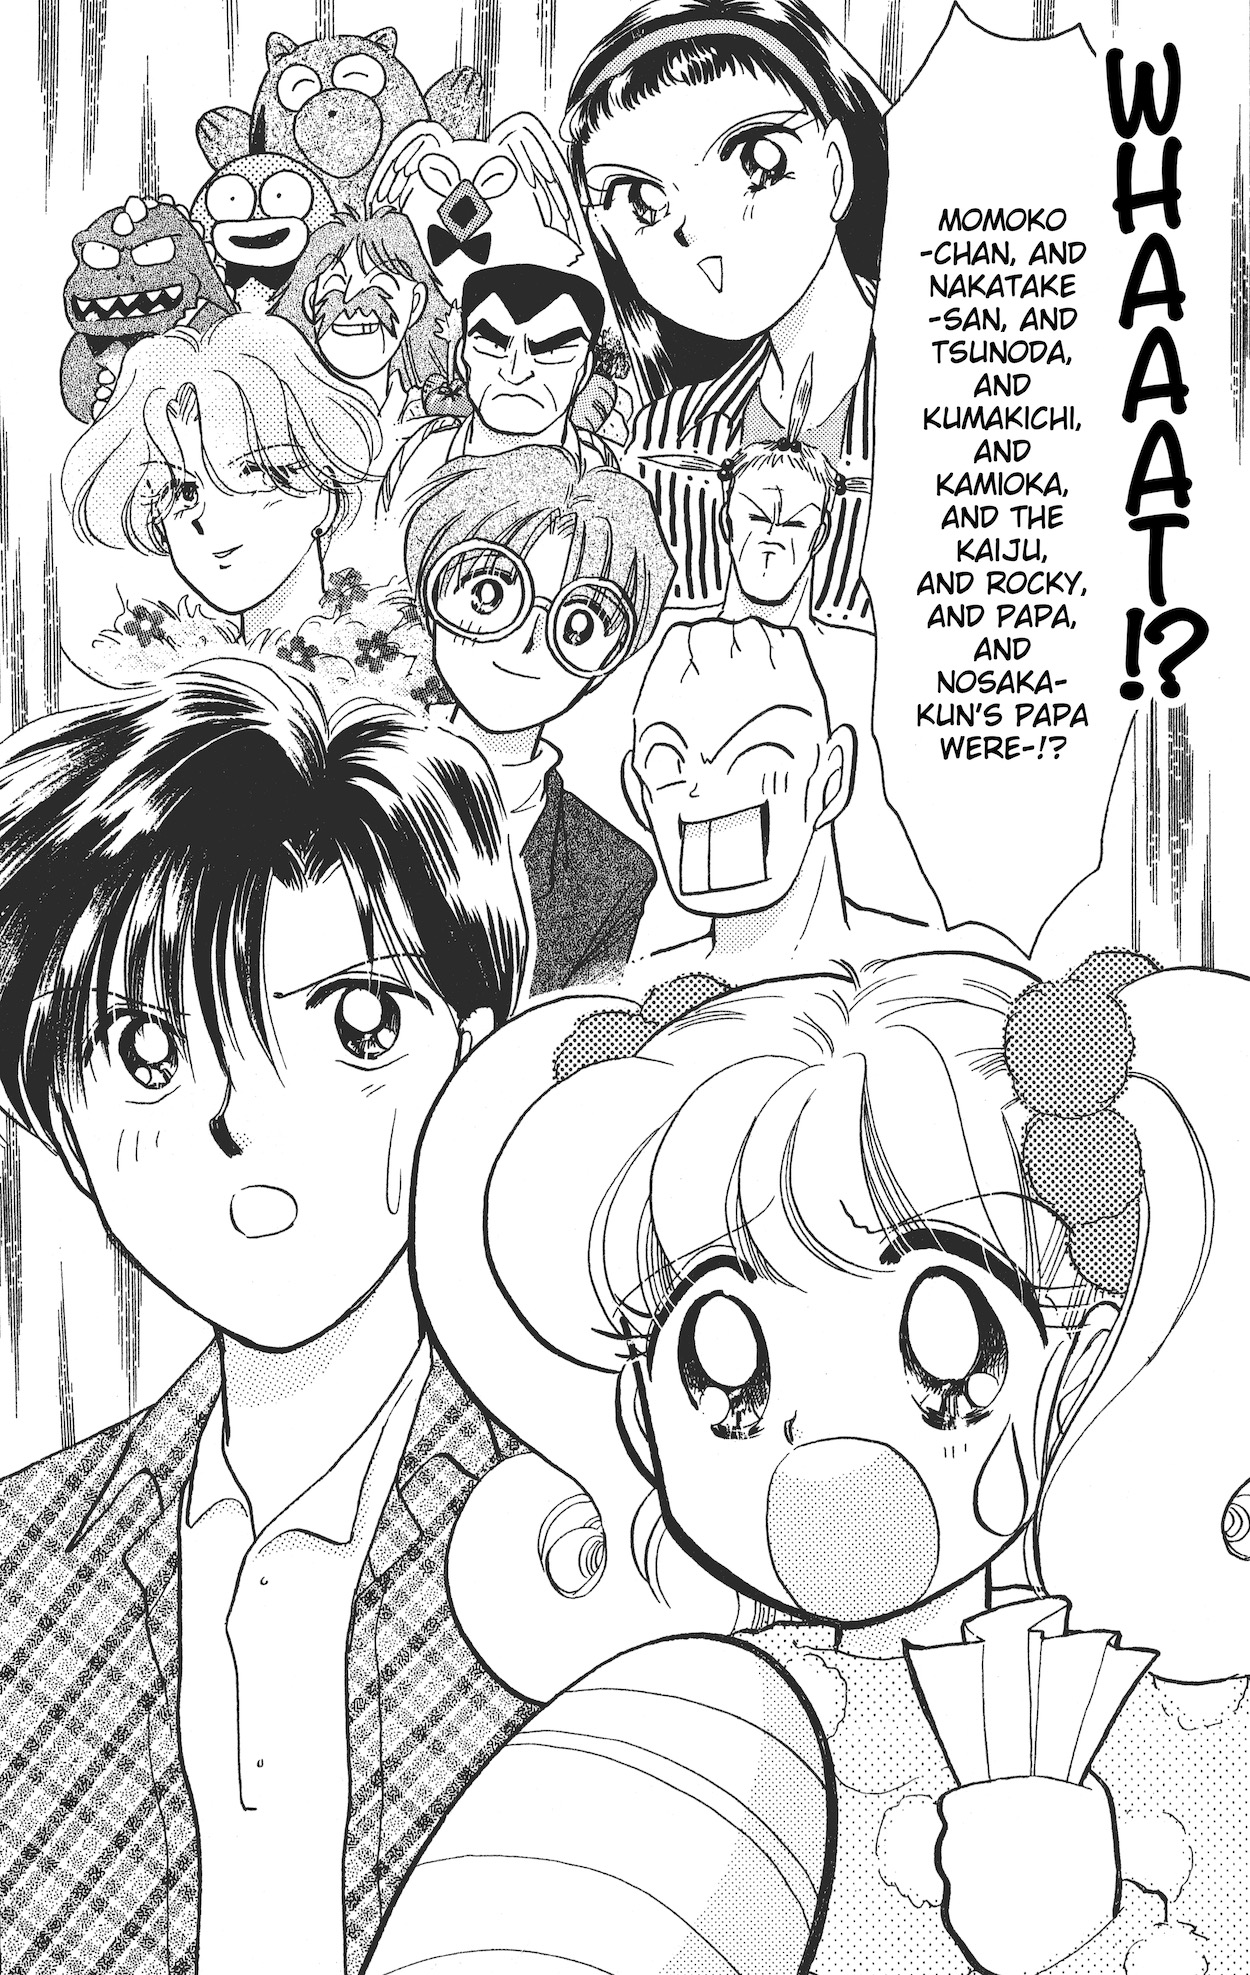 WHAAAT!?
MOMOKO
-CHAN, AND
NAKATAKE
-SAN, AND
TSUNODA,
AND
KUMAKICHI,
AND
KAMIOKA,
AND THE
KAIJU,
AND ROCKY,
AND PAPA,
AND
NOSAKA-
KUN'S PAPA
WERE-!?